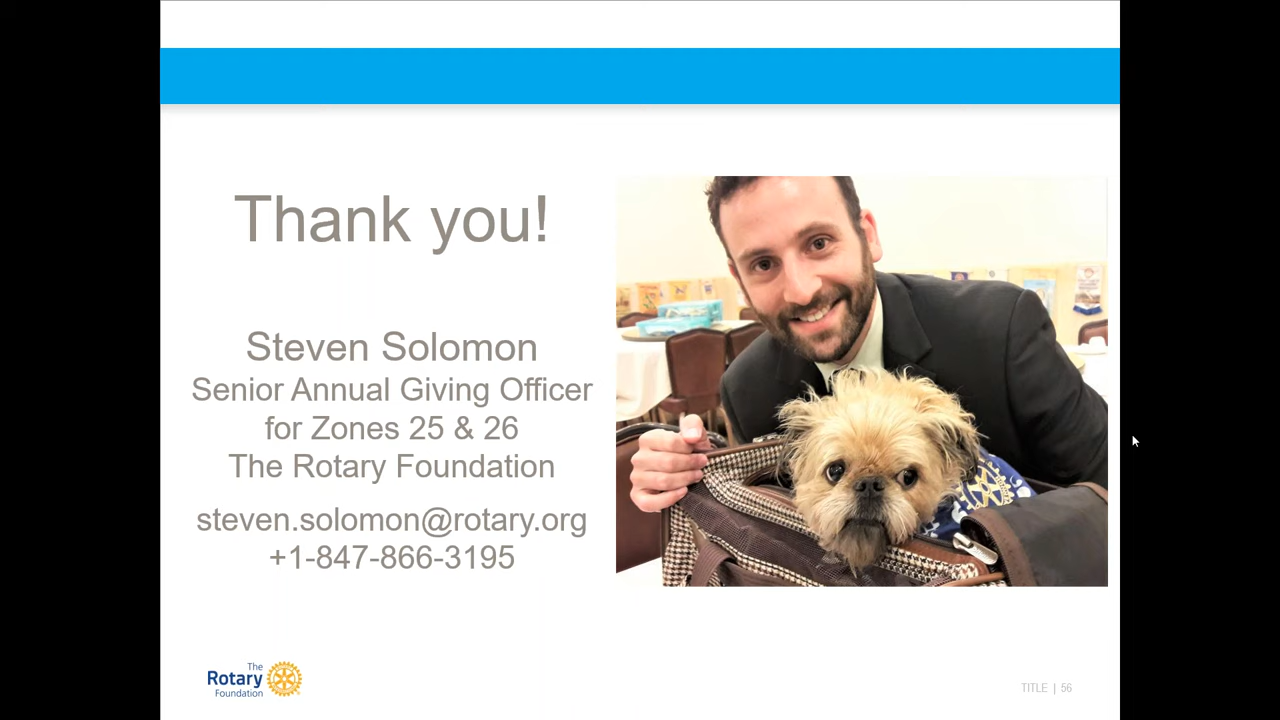 Thank you!
Steven Solomon
Senior Annual Giving Officer
for Zones 25 & 26
The Rotary Foundation
steven.solomon@rotary.org
+1-847-866-3195
The
Rotary
Foundation
TITLE | 56